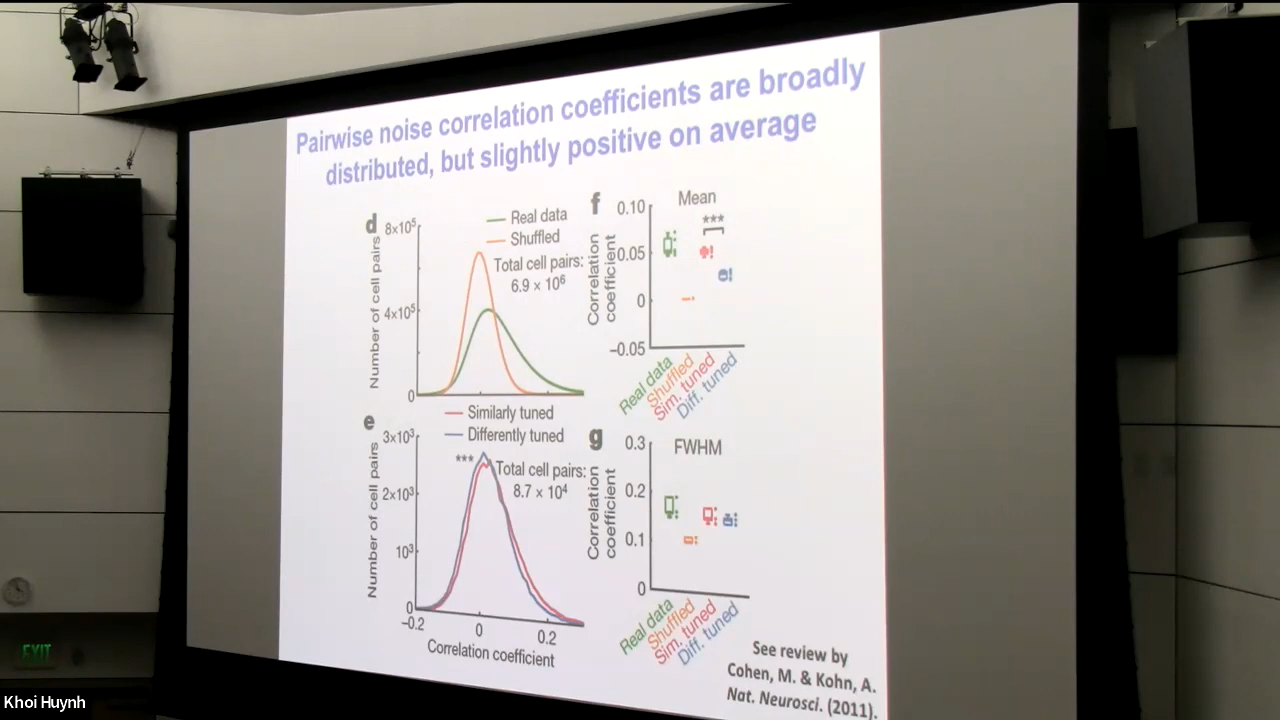 Pairwise noise correlation coefficients are broadly
distributed, but slightly positive on average
d
8×10⁵
4×10⁵
0
Number of cell pairs
Real data
Shuffled
Total cell pairs:
6.9 × 10⁶
f
Mean
0.10
0.05
0
−0.05
Correlation
coefficient
***
Real data
Shuffled
Sim. tuned
Diff. tuned
e
Similarly tuned
Differently tuned
3×10³
2×10³
10³
0
Number of cell pairs
***
Total cell pairs:
8.7 × 10⁴
−0.2
0
0.2
Correlation coefficient
g
FWHM
0.3
0.2
0.1
0
Correlation
coefficient
Real data
Shuffled
Sim. tuned
Diff. tuned
See review by
Cohen, M. & Kohn, A.
Nat. Neurosci. (2011).
EXIT
Khoi Huynh